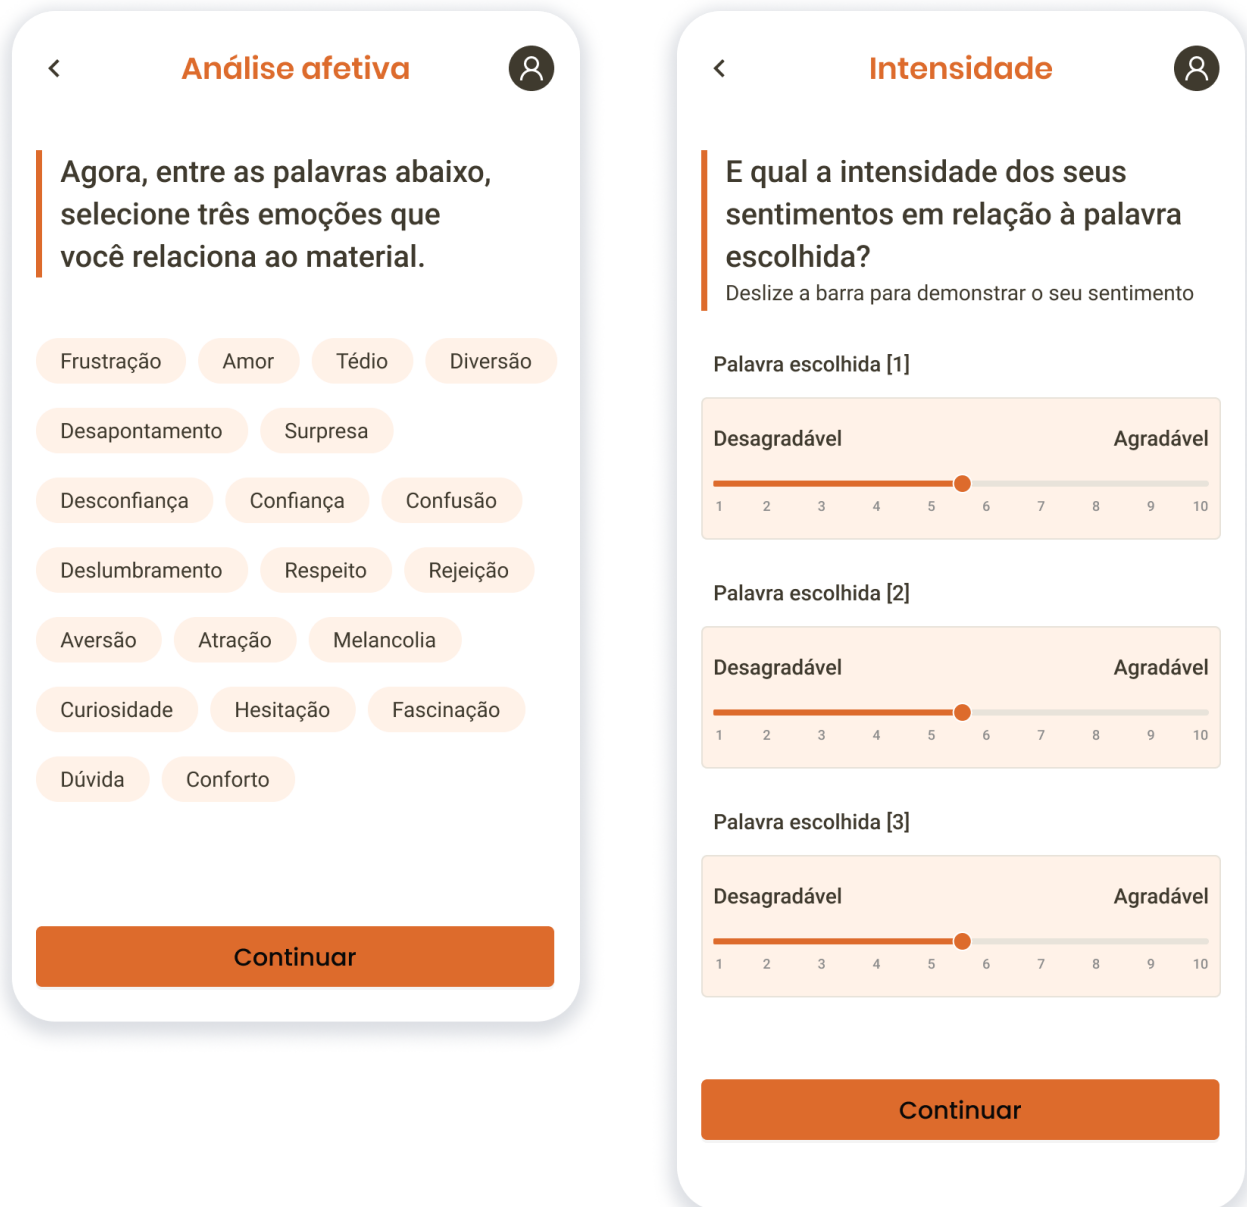 Análise afetiva
Agora, entre as palavras abaixo,
selecione três emoções que
você relaciona ao material.
Frustração Amor Tédio Diversão
Desapontamento Surpresa
Desconfiança Confiança Confusão
Deslumbramento Respeito Rejeição
Aversão Atração Melancolia
Curiosidade Hesitação Fascinação
Dúvida Conforto
Continuar
Intensidade
E qual a intensidade dos seus
sentimentos em relação à palavra
escolhida?
Deslize a barra para demonstrar o seu sentimento
Palavra escolhida [1]
Desagradável Agradável
1 2 3 4 5 6 7 8 9 10
Palavra escolhida [2]
Desagradável Agradável
1 2 3 4 5 6 7 8 9 10
Palavra escolhida [3]
Desagradável Agradável
1 2 3 4 5 6 7 8 9 10
Continuar